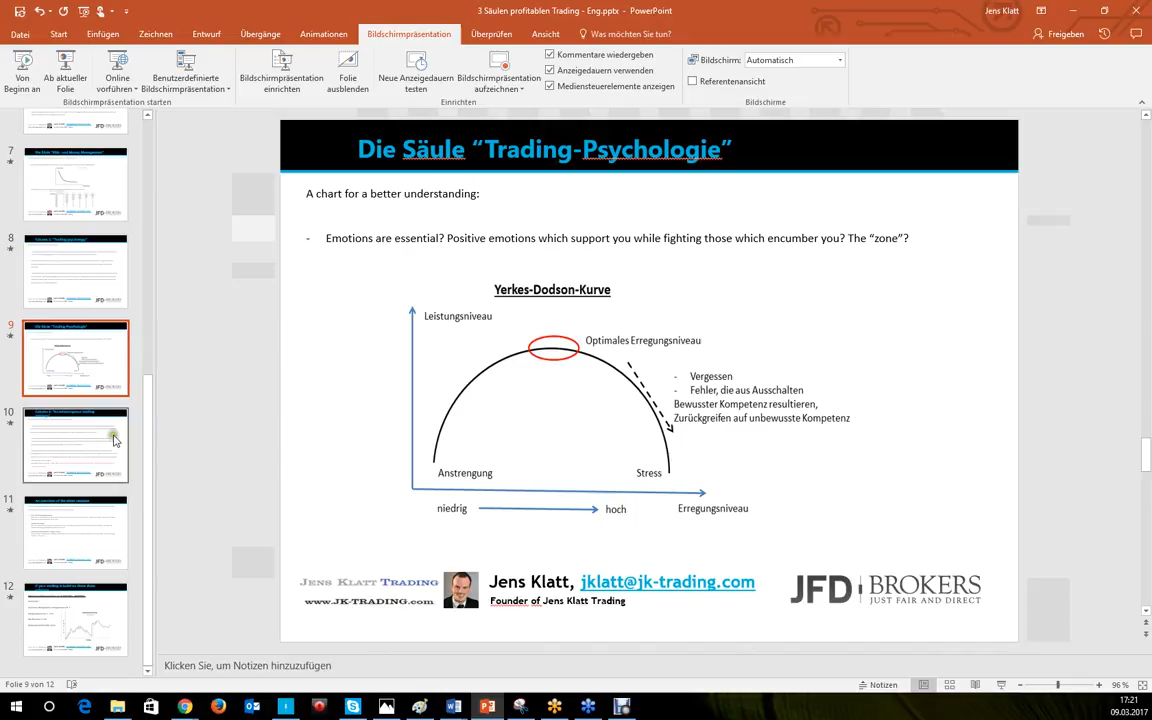 3 Säulen profitablen Trading - Eng.pptx - PowerPoint
Jens Klatt
Datei Start Einfügen Zeichnen Entwurf Übergänge Animationen Bildschirmpräsentation Überprüfen Ansicht Was möchten Sie tun? Freigeben
Von Beginn an
Ab aktueller Folie
Online vorführen
Benutzerdefinierte Bildschirmpräsentation
Bildschirmpräsentation einrichten
Folie ausblenden
Neue Anzeigedauern testen
Bildschirmpräsentation aufzeichnen
Kommentare wiedergeben
Anzeigedauern verwenden
Mediensteuerelemente anzeigen
Bildschirm: Automatisch
Referentenansicht
Bildschirmpräsentation starten
Einrichten
Bildschirme
7
8
9
10
11
12
Die Säule “Trading-Psychologie”
A chart for a better understanding:
- Emotions are essential? Positive emotions which support you while fighting those which encumber you? The “zone”?
Yerkes-Dodson-Kurve
Leistungsniveau
Optimales Erregungsniveau
- Vergessen
- Fehler, die aus Ausschalten
Bewusster Kompetenz resultieren,
Zurückgreifen auf unbewusste Kompetenz
Anstrengung
Stress
niedrig
hoch
Erregungsniveau
JENS KLATT TRADING
www.JK-TRADING.com
Jens Klatt, jklatt@jk-trading.com
Founder of Jens Klatt Trading
JFD BROKERS
JUST FAIR AND DIRECT
Klicken Sie, um Notizen hinzuzufügen
Folie 9 von 12
Notizen
96 %
17:21
09.03.2017